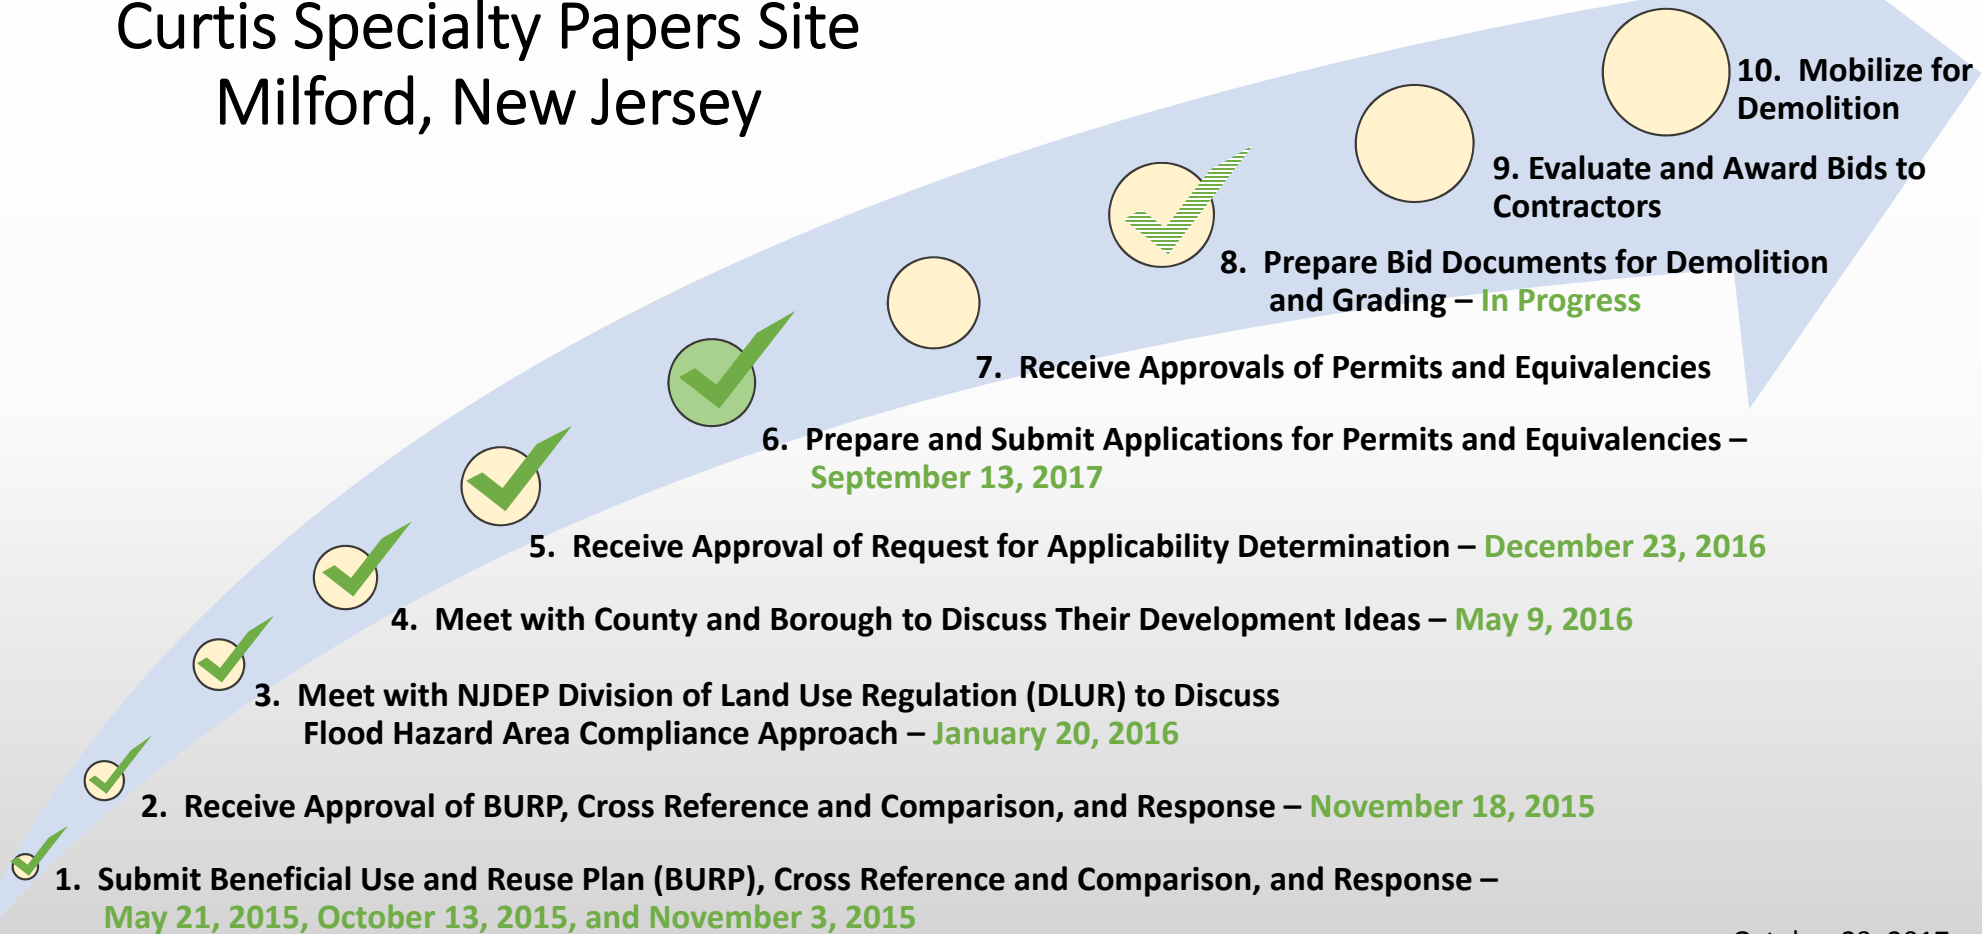 Curtis Specialty Papers Site
Milford, New Jersey
10. Mobilize for
Demolition
9. Evaluate and Award Bids to
Contractors
8. Prepare Bid Documents for Demolition
and Grading – In Progress
7. Receive Approvals of Permits and Equivalencies
6. Prepare and Submit Applications for Permits and Equivalencies –
September 13, 2017
5. Receive Approval of Request for Applicability Determination – December 23, 2016
4. Meet with County and Borough to Discuss Their Development Ideas – May 9, 2016
3. Meet with NJDEP Division of Land Use Regulation (DLUR) to Discuss
Flood Hazard Area Compliance Approach – January 20, 2016
2. Receive Approval of BURP, Cross Reference and Comparison, and Response – November 18, 2015
1. Submit Beneficial Use and Reuse Plan (BURP), Cross Reference and Comparison, and Response –
May 21, 2015, October 13, 2015, and November 3, 2015